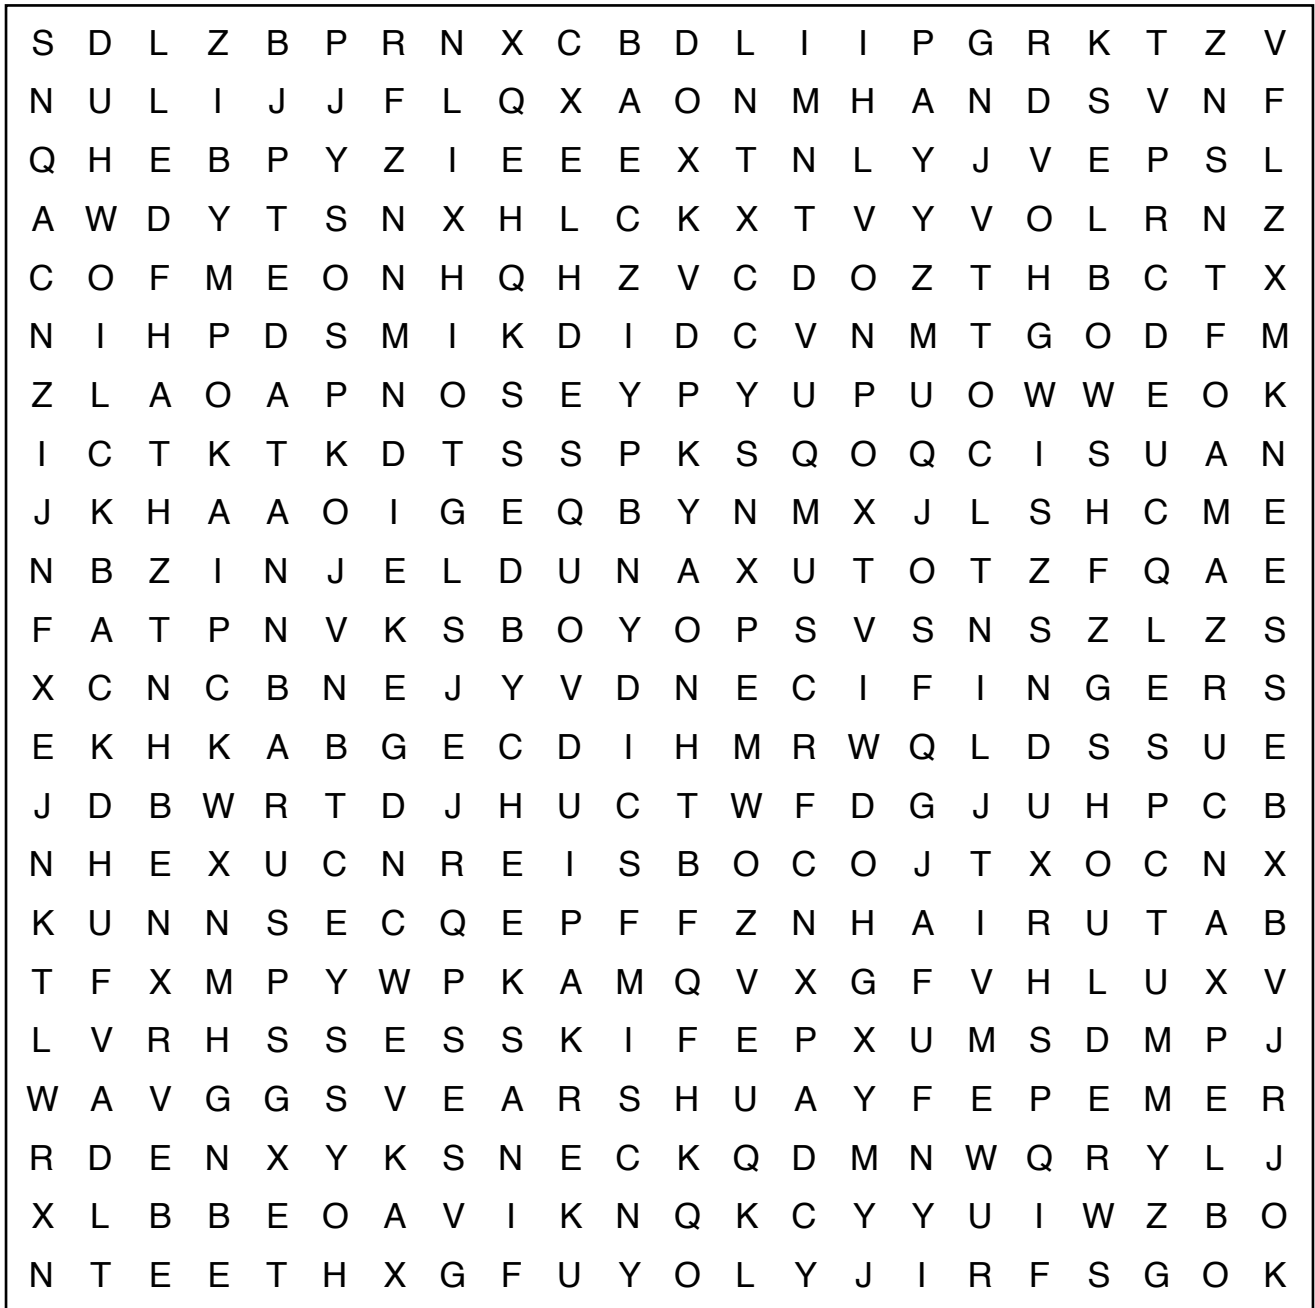 S D L Z B P R N X C B D L I I P G R K T Z V
N U L I J J F L Q X A O N M H A N D S V N F
Q H E B P Y Z I E E E X T N L Y J V E P S L
A W D Y T S N X H L C K X T V Y V O L R N Z
C O F M E O N H Q H Z V C D O Z T H B C T X
N I H P D S M I K D I D C V N M T G O D F M
Z L A O A P N O S E Y P Y U P U O W W E O K
I C T K T K D T S S P K S Q O Q C I S U A N
J K H A A O I G E Q B Y N M X J L S H C M E
N B Z I N J E L D U N A X U T O T Z F Q A E
F A T P N V K S B O Y O P S V S N S Z L Z S
X C N C B N E J Y V D N E C I F I N G E R S
E K H K A B G E C D I H M R W Q L D S S U E
J D B W R T D J H U C T W F D G J U H P C B
N H E X U C N R E I S B O C O J T X O C N X
K U N N S E C Q E P F F Z N H A I R U T A B
T F X M P Y W P K A M Q V X G F V H L U X V
L V R H S S E S S K I F E P X U M S D M P J
W A V G G S V E A R S H U A Y F E P E M E R
R D E N X Y K S N E C K Q D M N W Q R Y L J
X L B B E O A V I K N Q K C Y Y U I W Z B O
N T E E T H X G F U Y O L Y J I R F S G O K